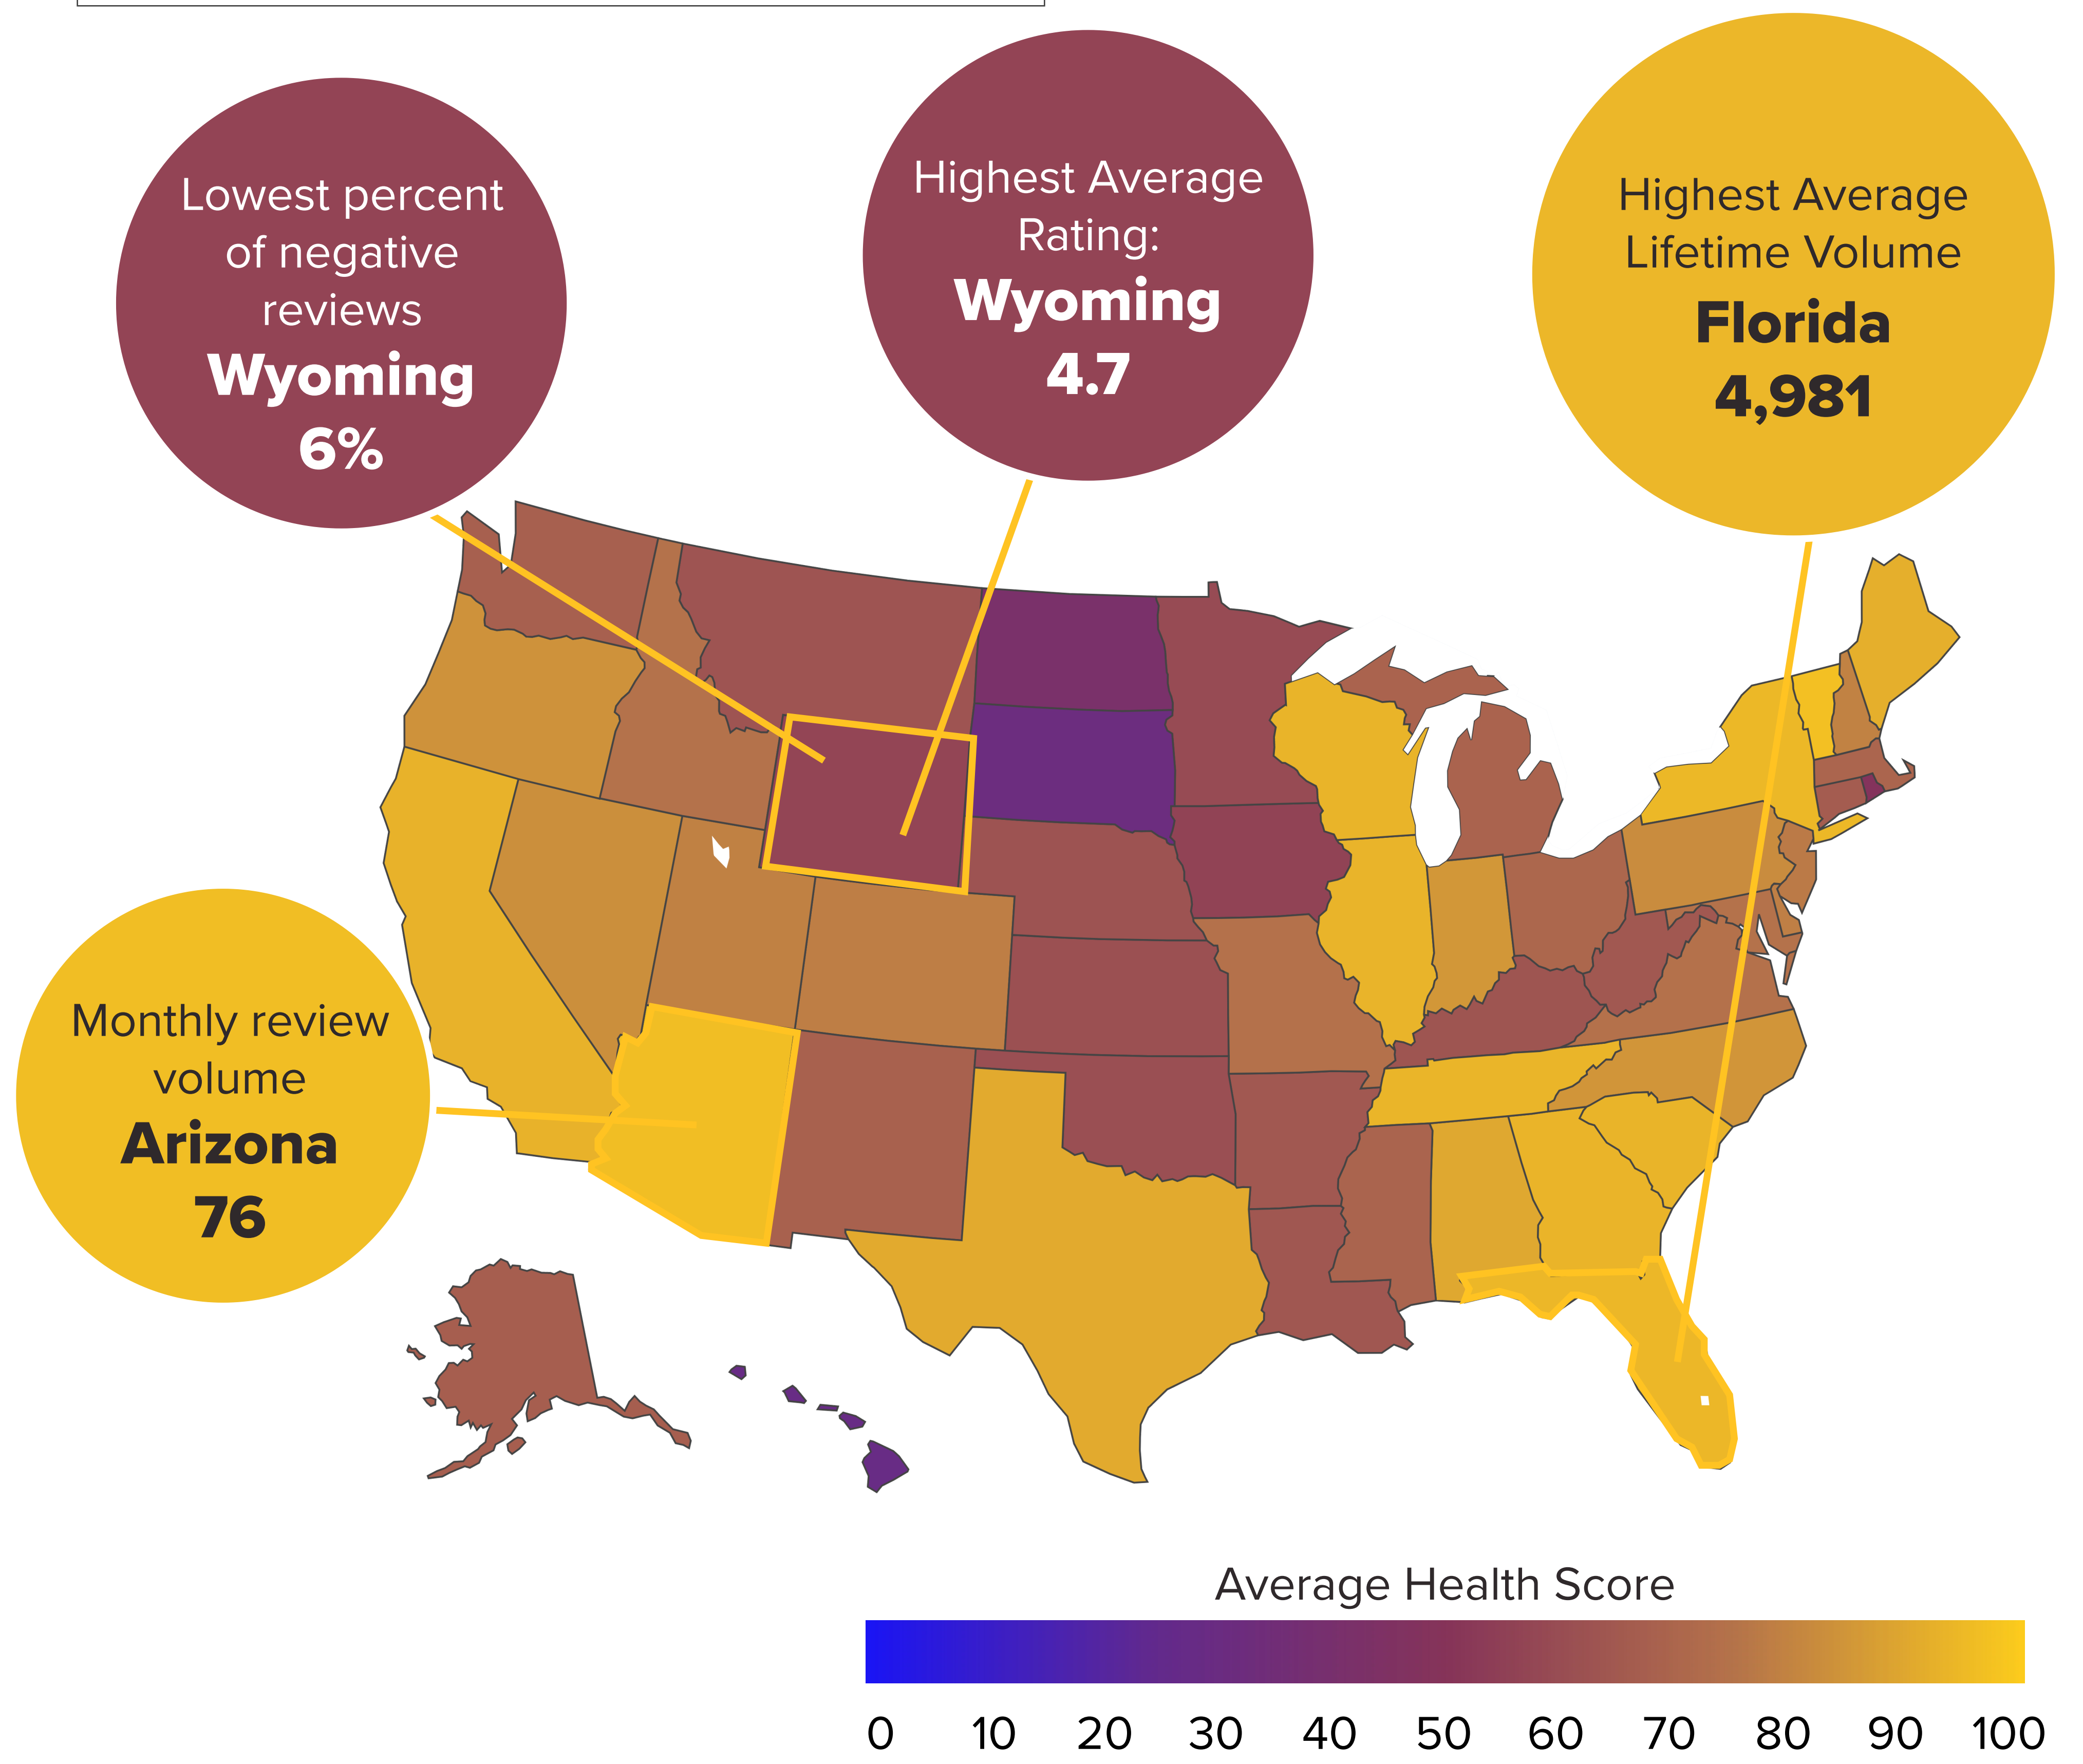 Lowest percent
of negative
reviews
Wyoming
6%
Highest Average
Rating:
Wyoming
4.7
Highest Average
Lifetime Volume
Florida
4,981
Monthly review
volume
Arizona
76
Average Health Score
0 10 20 30 40 50 60 70 80 90 100